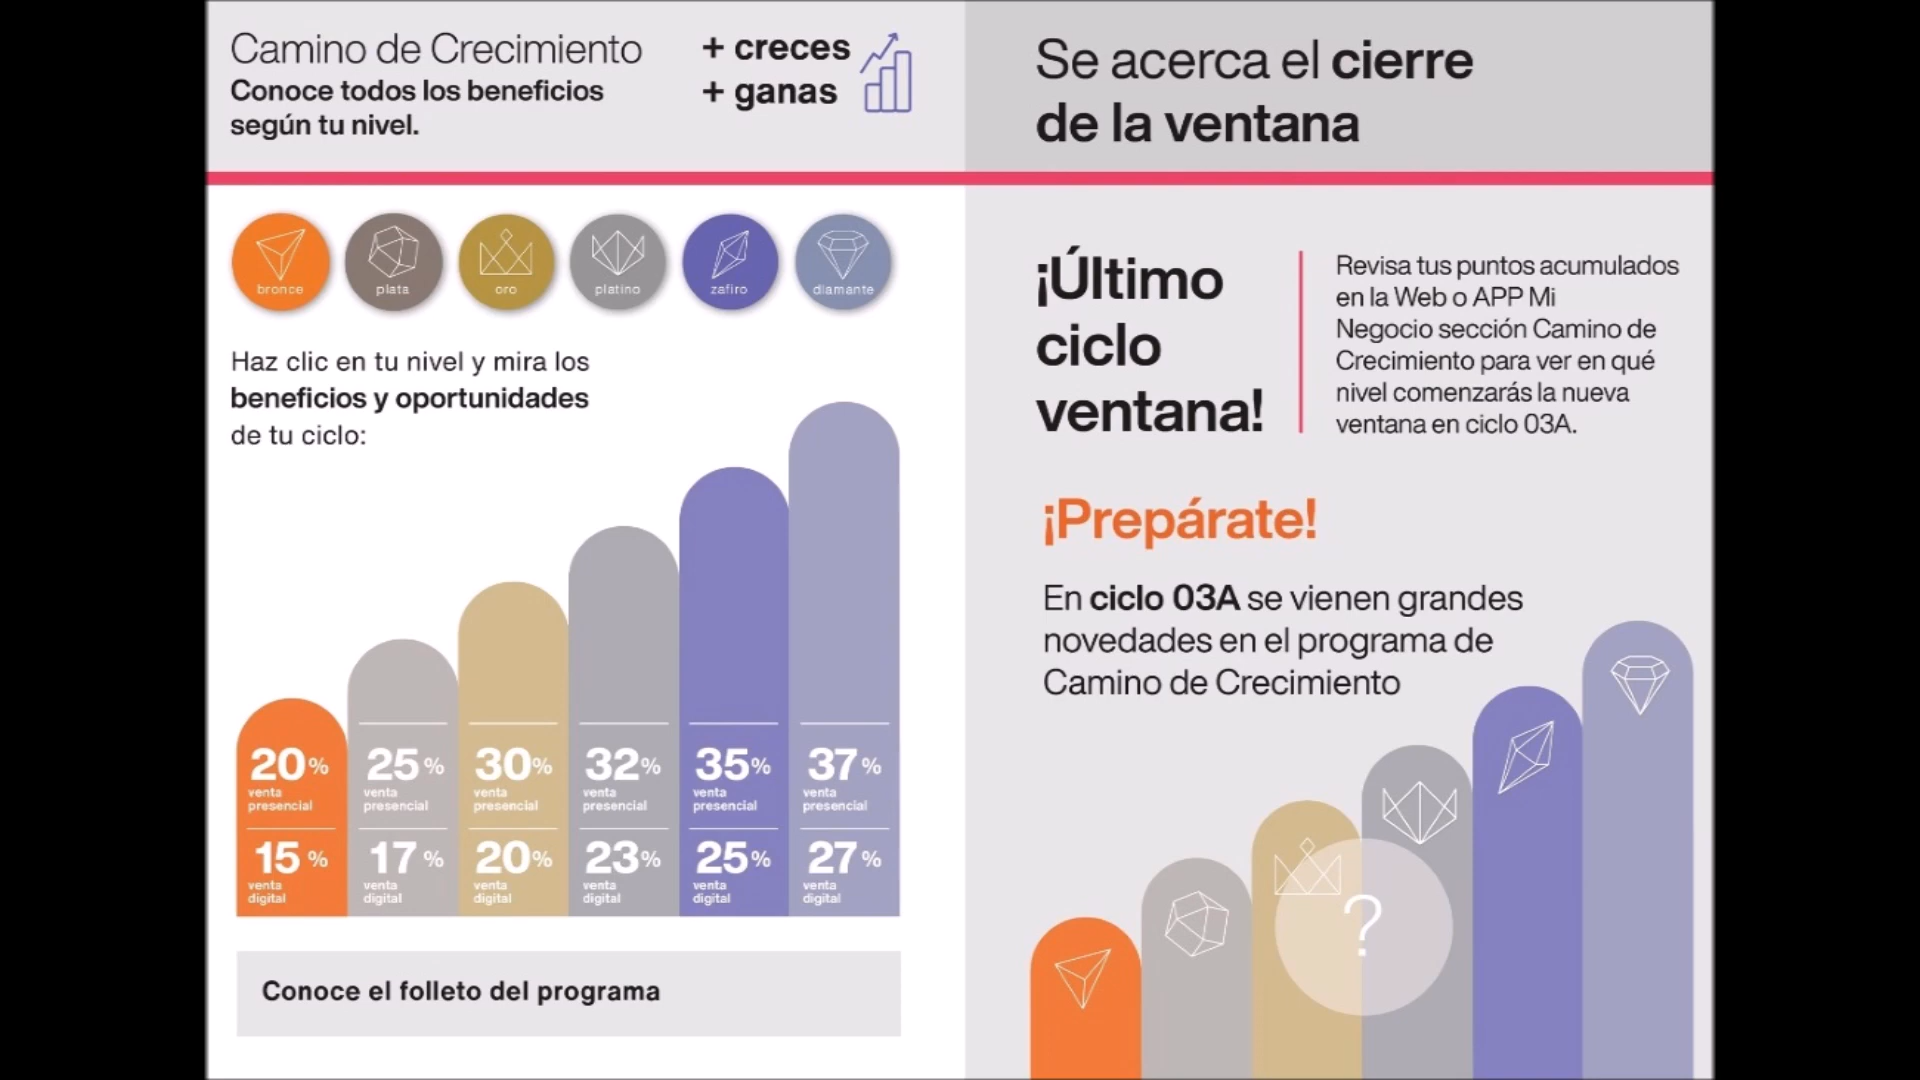 Camino de Crecimiento
Conoce todos los beneficios
según tu nivel.
+ creces
+ ganas
bronce
plata
oro
platino
zafiro
diamante
Haz clic en tu nivel y mira los
beneficios y oportunidades
de tu ciclo:
20%
venta
presencial
25%
venta
presencial
30%
venta
presencial
32%
venta
presencial
35%
venta
presencial
37%
venta
presencial
15%
venta
digital
17%
venta
digital
20%
venta
digital
23%
venta
digital
25%
venta
digital
27%
venta
digital
Conoce el folleto del programa
Se acerca el cierre
de la ventana
¡Último
ciclo
ventana!
Revisa tus puntos acumulados
en la Web o APP Mi
Negocio sección Camino de
Crecimiento para ver en qué
nivel comenzarás la nueva
ventana en ciclo 03A.
¡Prepárate!
En ciclo 03A se vienen grandes
novedades en el programa de
Camino de Crecimiento
?